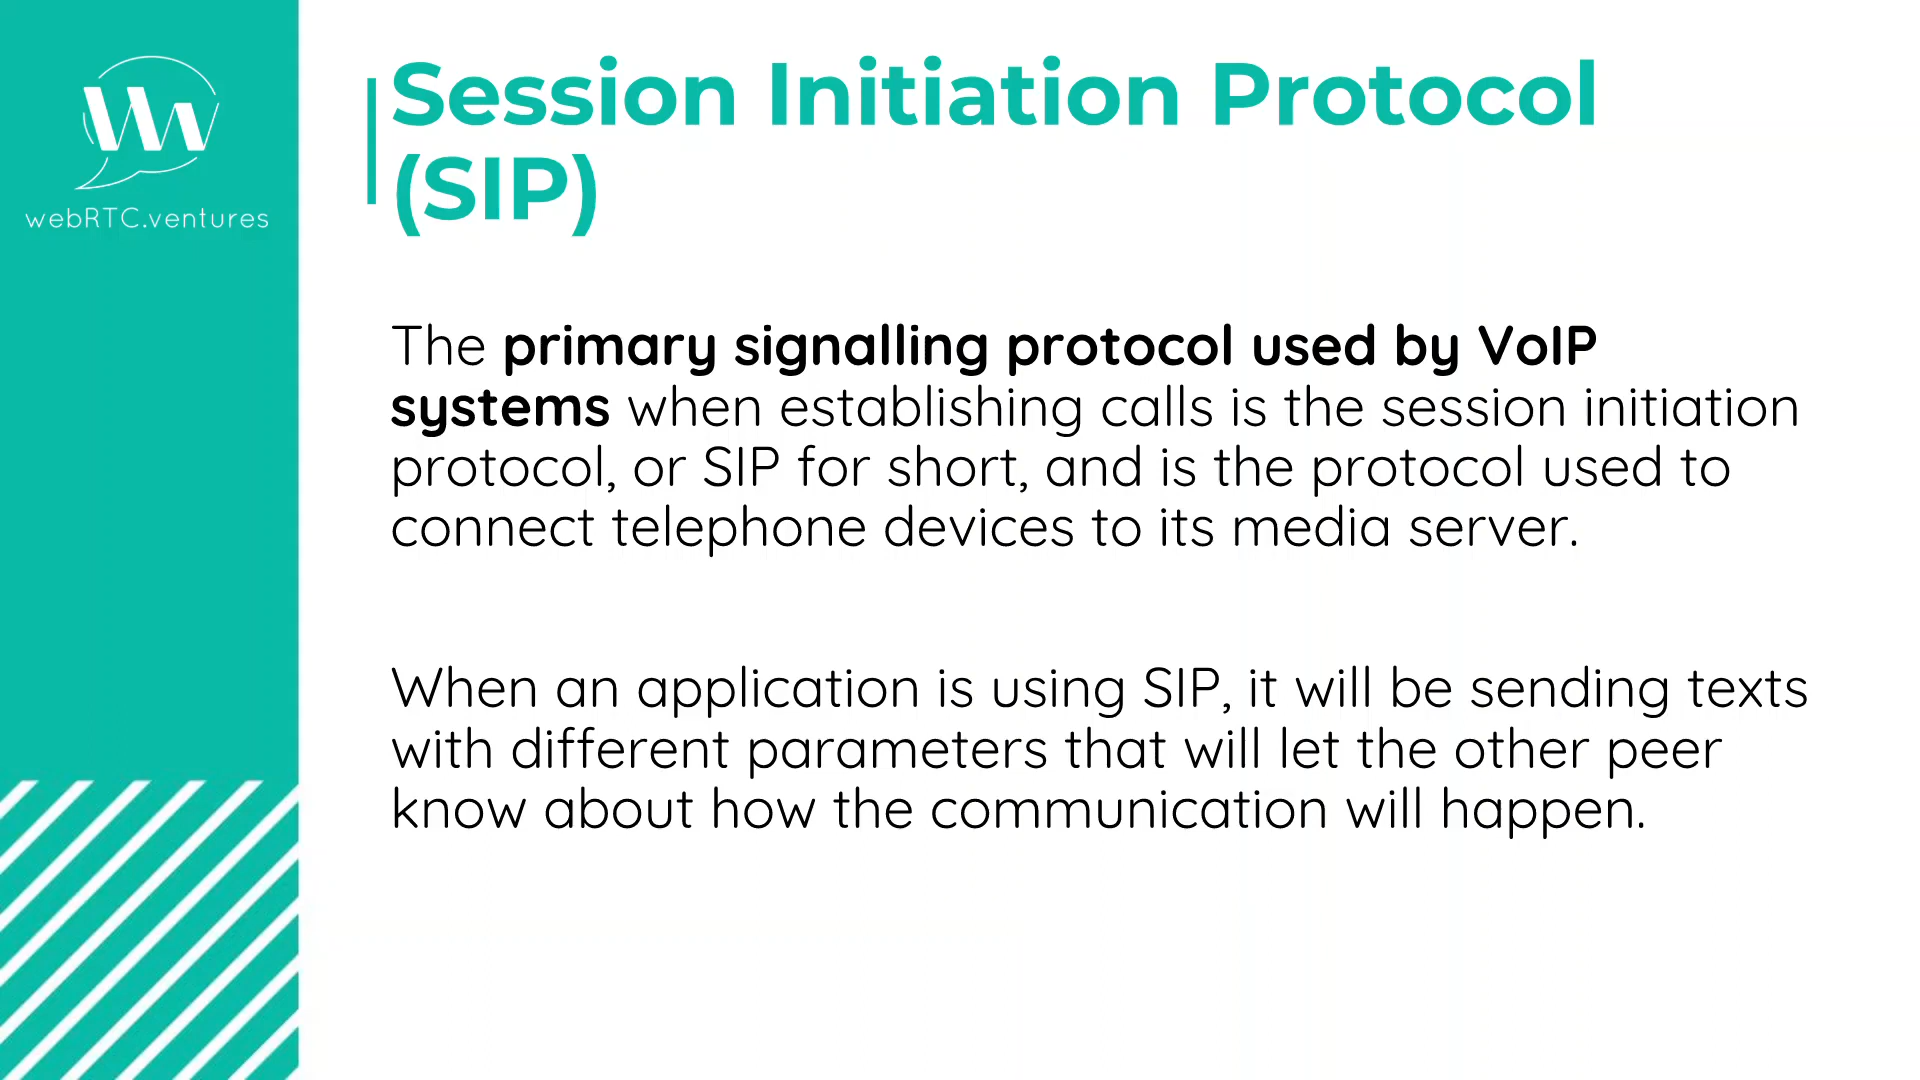 webRTC.ventures
Session Initiation Protocol
(SIP)
The primary signalling protocol used by VoIP
systems when establishing calls is the session initiation
protocol, or SIP for short, and is the protocol used to
connect telephone devices to its media server.
When an application is using SIP, it will be sending texts
with different parameters that will let the other peer
know about how the communication will happen.